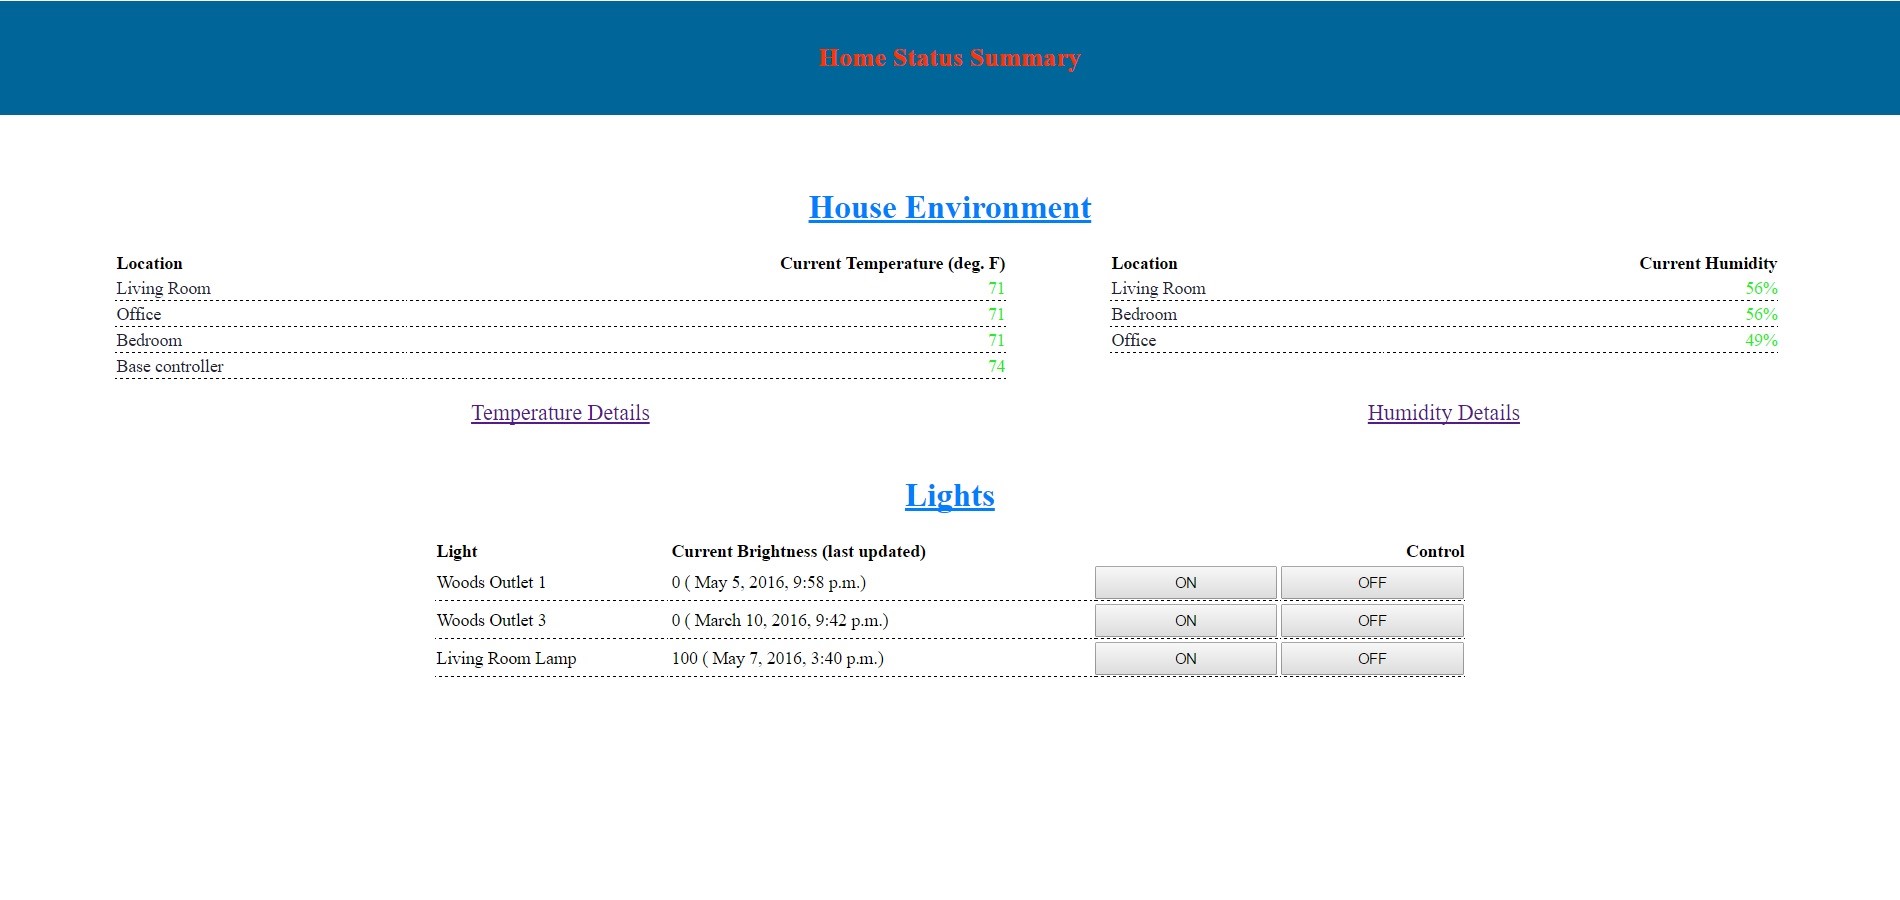 Home Status Summary
House Environment
Location Current Temperature (deg. F)
Living Room 71
Office 71
Bedroom 71
Base controller 74
Temperature Details
Location Current Humidity
Living Room 56%
Bedroom 56%
Office 49%
Humidity Details
Lights
Light Current Brightness (last updated) Control
Woods Outlet 1 0 ( May 5, 2016, 9:58 p.m.) ON OFF
Woods Outlet 3 0 ( March 10, 2016, 9:42 p.m.) ON OFF
Living Room Lamp 100 ( May 7, 2016, 3:40 p.m.) ON OFF